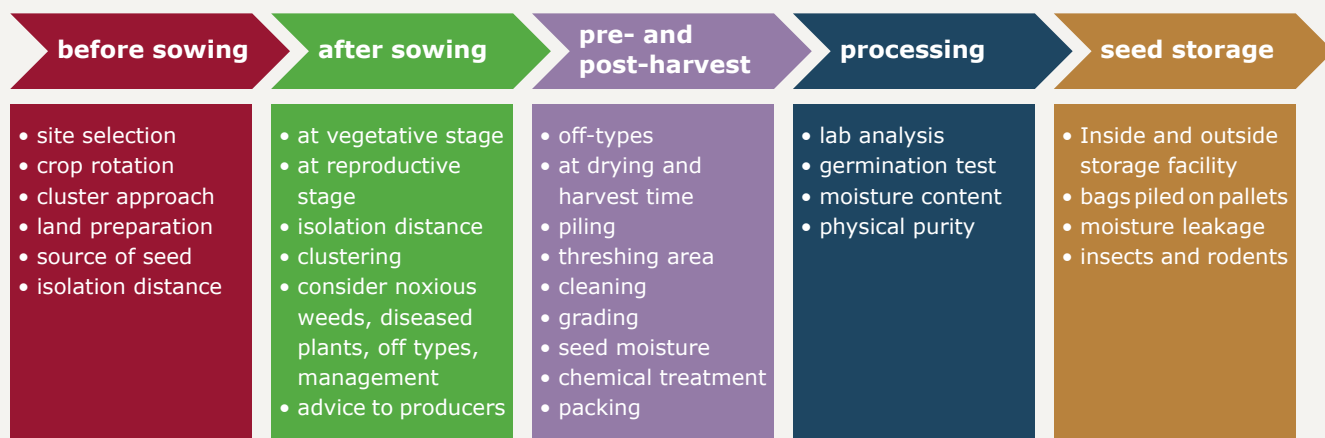 before sowing
• site selection
• crop rotation
• cluster approach
• land preparation
• source of seed
• isolation distance
after sowing
• at vegetative stage
• at reproductive
stage
• isolation distance
• clustering
• consider noxious
weeds, diseased
plants, off types,
management
• advice to producers
pre- and
post-harvest
• off-types
• at drying and
harvest time
• piling
• threshing area
• cleaning
• grading
• seed moisture
• chemical treatment
• packing
processing
• lab analysis
• germination test
• moisture content
• physical purity
seed storage
• Inside and outside
storage facility
• bags piled on pallets
• moisture leakage
• insects and rodents